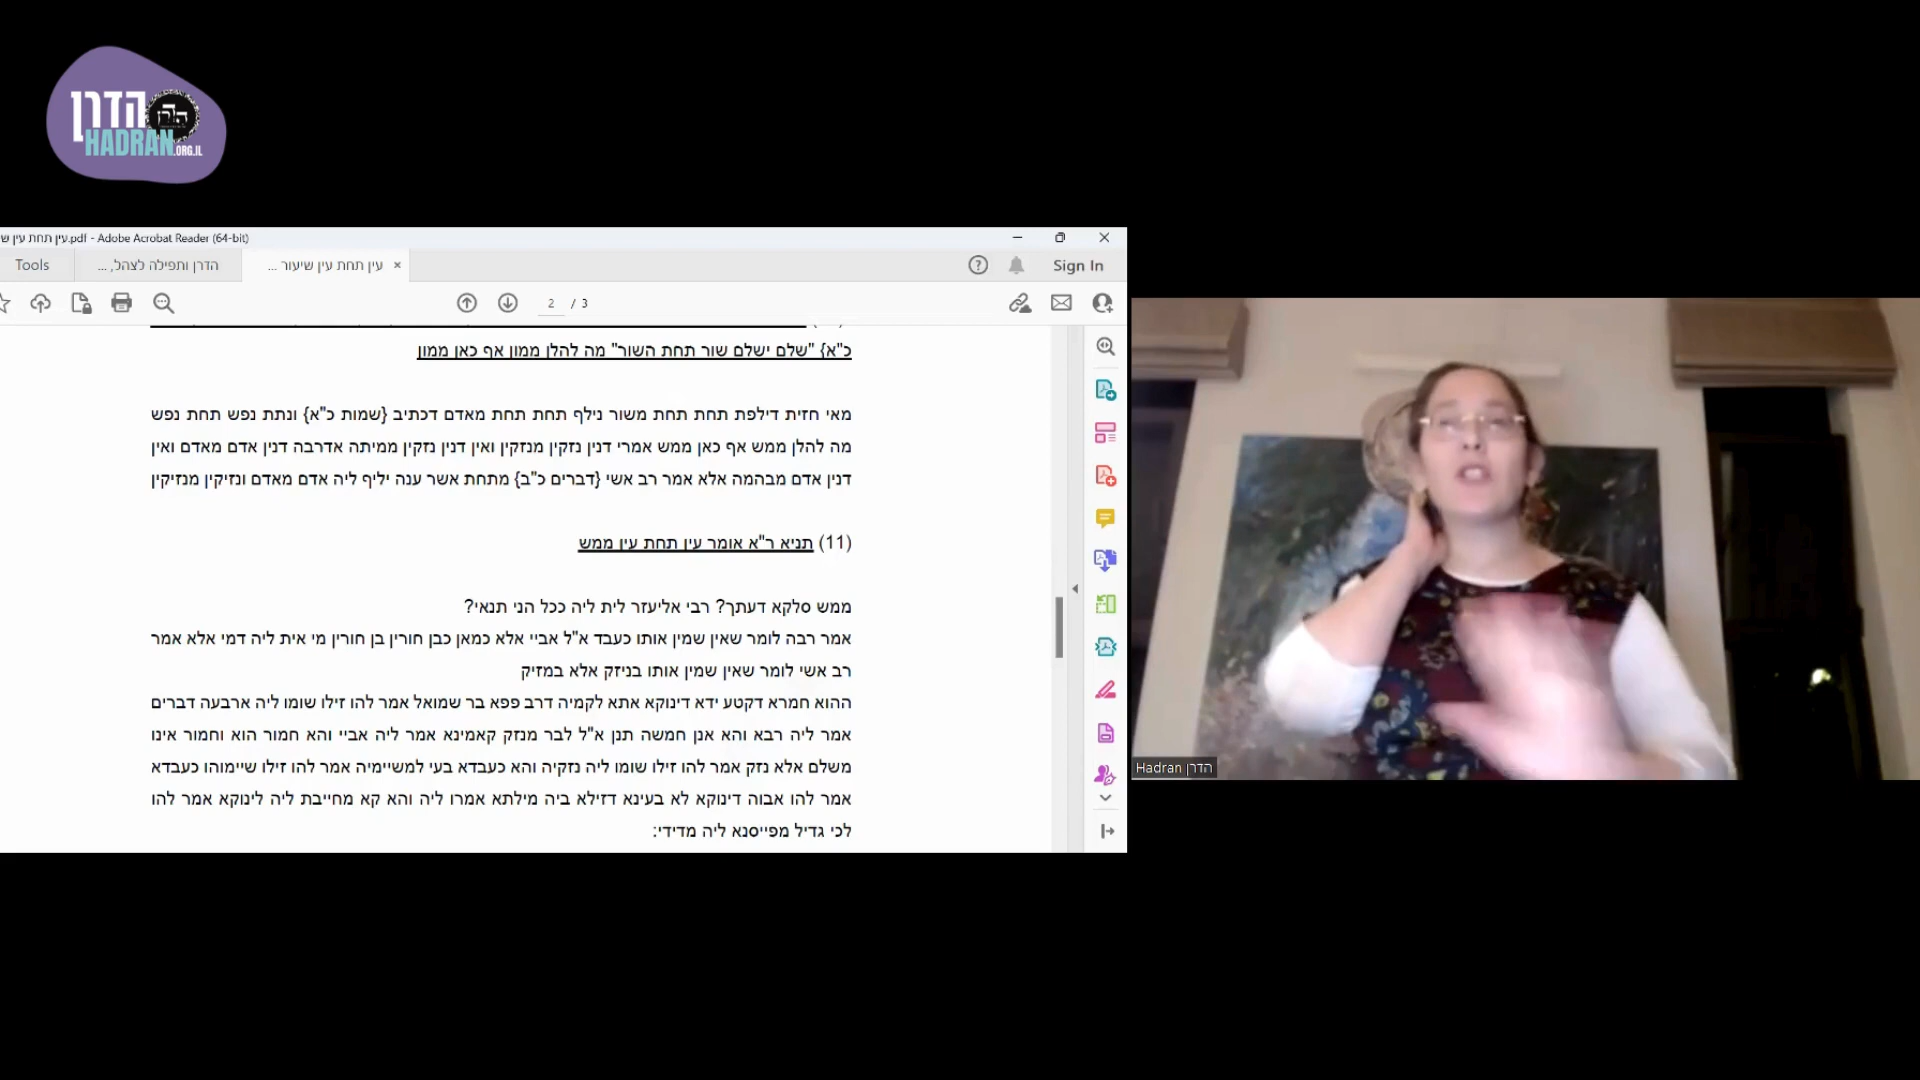 הדרן
HADRAN.ORG.IL
עין תחת עין ש.pdf - Adobe Acrobat Reader (64-bit)
Tools
הדרן ותפילה לצהל, ...
עין תחת עין שיעור ...
Sign In
2 / 3
כ"א} "שלם ישלם שור תחת השור" מה להלן ממון אף כאן ממון
מאי חזית דילפת תחת תחת משור נילף תחת תחת מאדם דכתיב {שמות כ"א} ונתת נפש תחת נפש
מה להלן ממש אף כאן ממש אמרי דנין נזקין מנזקין ואין דנין נזקין ממיתה אדרבה דנין אדם מאדם ואין
דנין אדם מבהמה אלא אמר רב אשי {דברים כ"ב} מתחת אשר ענה יליף ליה אדם מאדם ונזיקין מנזיקין
(11) תניא ר"א אומר עין תחת עין ממש
ממש סלקא דעתך? רבי אליעזר לית ליה ככל הני תנאי?
אמר רבה לומר שאין שמין אותו כעבד א"ל אביי אלא כמאן כבן חורין בן חורין מי אית ליה דמי אלא אמר
רב אשי לומר שאין שמין אותו בניזק אלא במזיק
ההוא חמרא דקטע ידא דינוקא אתא לקמיה דרב פפא בר שמואל אמר להו זילו שומו ליה ארבעה דברים
אמר ליה רבא והא אנן חמשה תנן א"ל לבר מנזק קאמינא אמר ליה אביי והא חמור הוא וחמור אינו
משלם אלא נזק אמר להו זילו שומו ליה נזקיה והא כעבדא בעי למשיימיה אמר להו זילו שיימוהו כעבדא
אמר להו אבוה דינוקא לא בעינא דזילא ביה מילתא אמרו ליה והא קא מחייבת ליה לינוקא אמר להו
לכי גדיל מפייסנא ליה מדידי:
Hadran הדרן